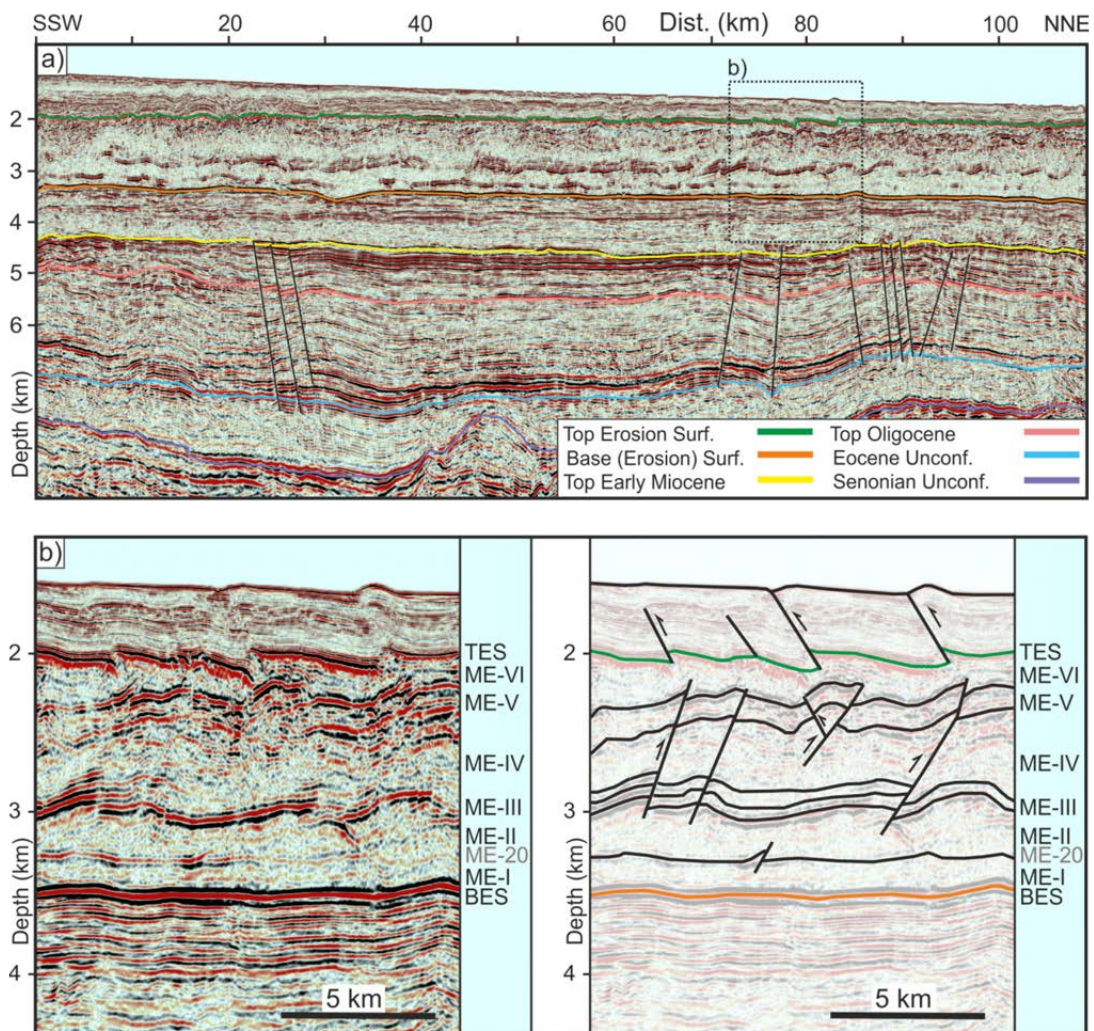 SSW 20 40 60 Dist. (km) 80 100 NNE
a)
b)
2
3
4
5
6
Depth (km)
Top Erosion Surf. Top Oligocene
Base (Erosion) Surf. Eocene Unconf.
Top Early Miocene Senonian Unconf.
b)
2
3
4
Depth (km)
TES
ME-VI
ME-V
ME-IV
ME-III
ME-II
ME-20
ME-I
BES
5 km
2
3
4
Depth (km)
TES
ME-VI
ME-V
ME-IV
ME-III
ME-II
ME-20
ME-I
BES
5 km